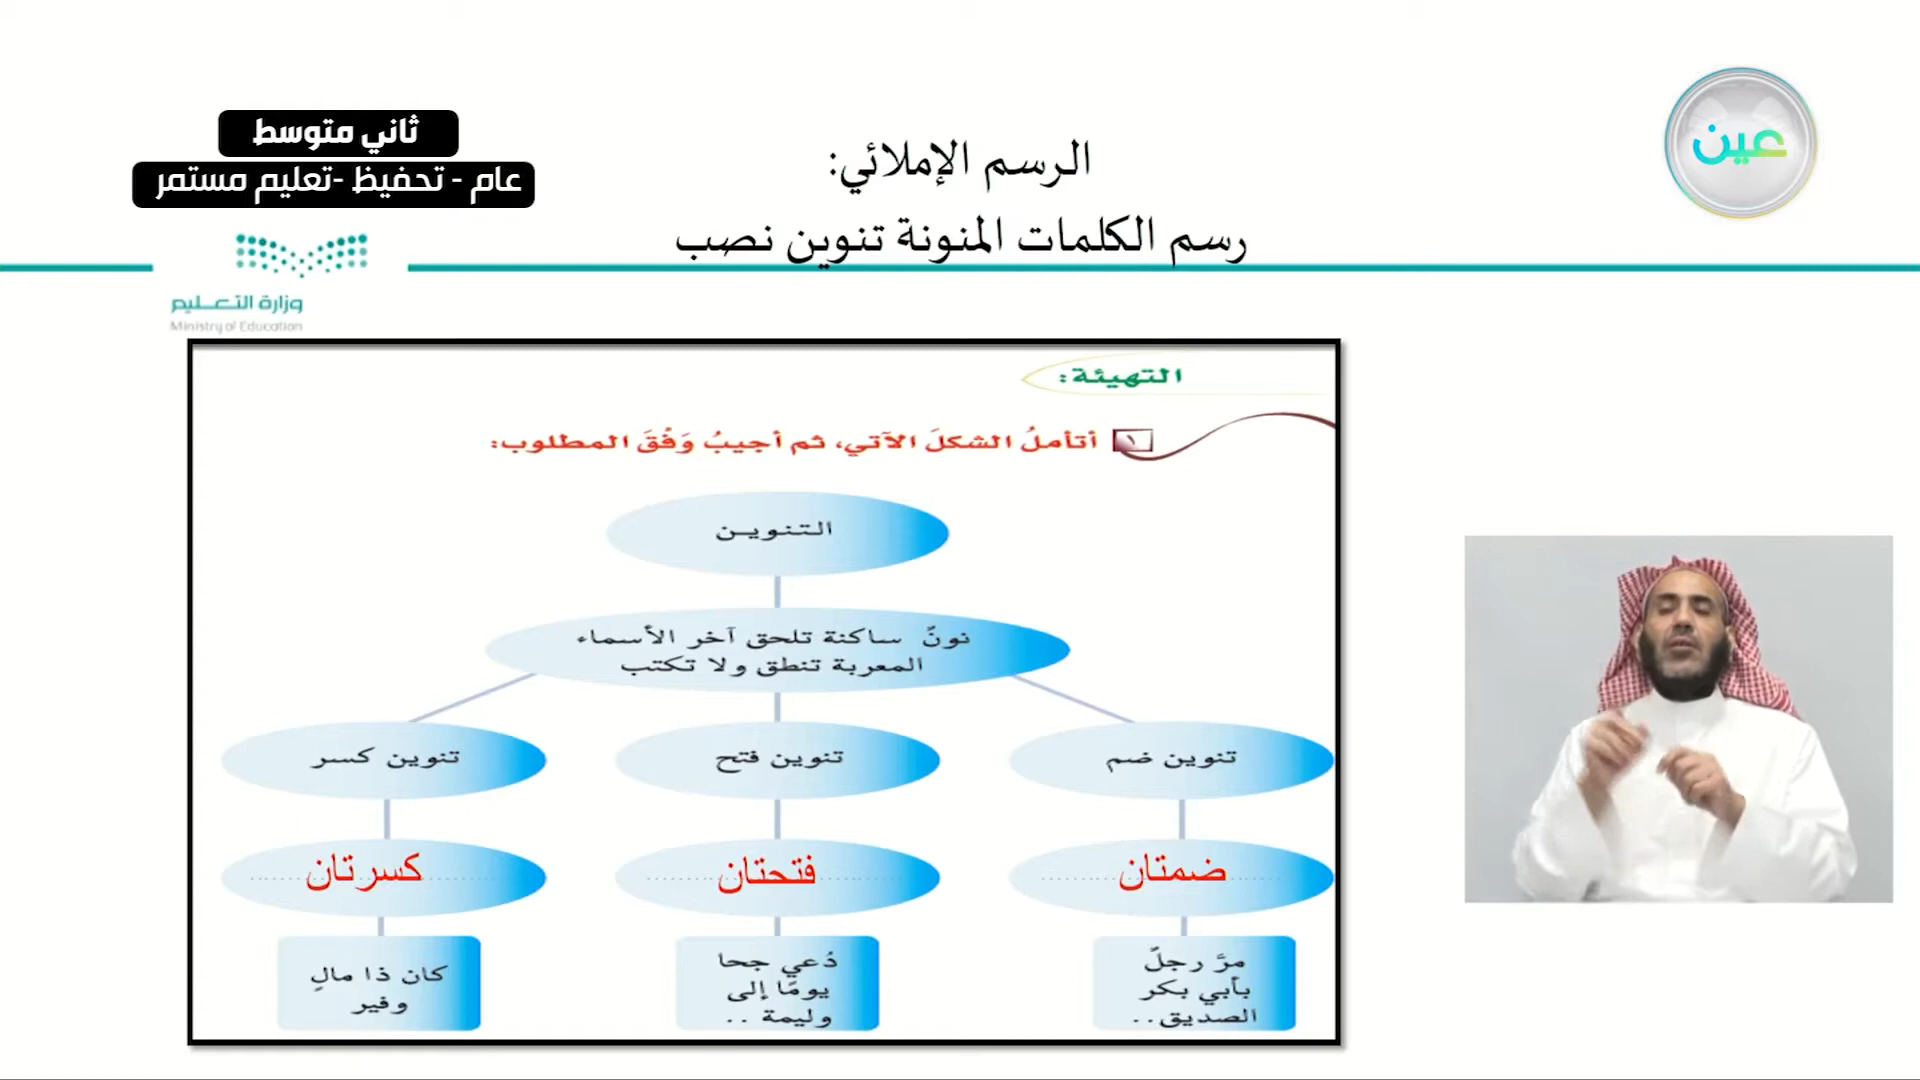 ثاني متوسط
عام - تحفيظ -تعليم مستمر
عين
الرسم الإملائي:
رسم الكلمات المنونة تنوين نصب
وزارة التعـــليم
Ministry of Education
التهيئة:
١ أتأملُ الشكلَ الآتي، ثم أجيبُ وَفْقَ المطلوب:
التنويـن
نونٌ ساكنة تلحق آخر الأسماء
المعربة تنطق ولا تكتب
تنوين ضم
تنوين فتح
تنوين كسر
ضمتان
فتحتان
كسرتان
مرَّ رجلٌ
بأبي بكر
الصديق..
دُعي جحا
يومًا إلى
وليمة ..
كان ذا مالٍ
وفير